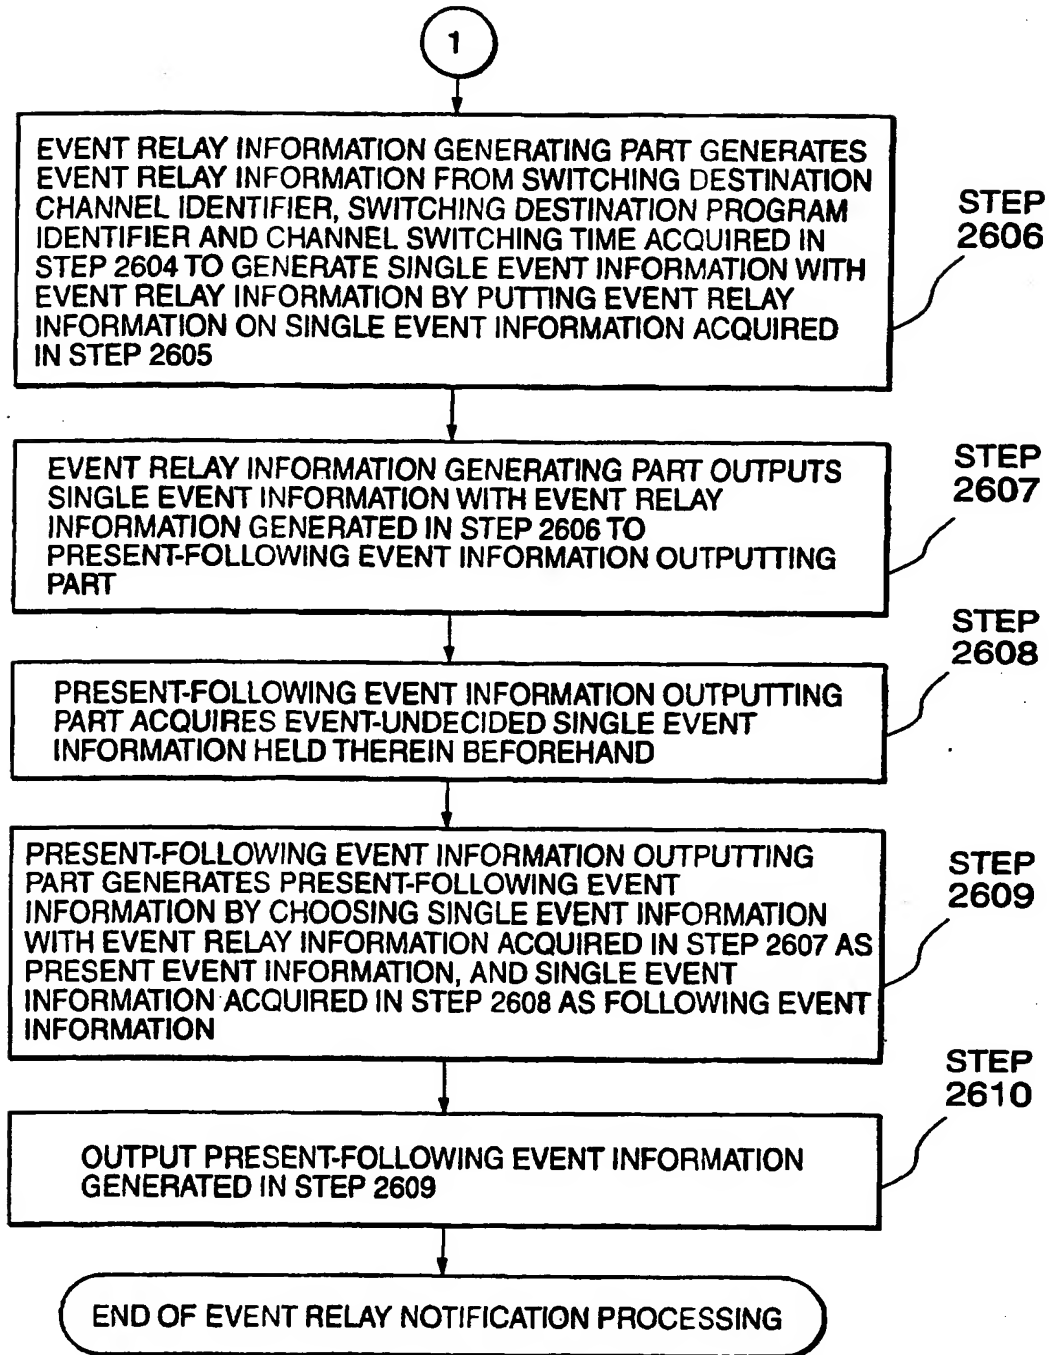 1
EVENT RELAY INFORMATION GENERATING PART GENERATES
EVENT RELAY INFORMATION FROM SWITCHING DESTINATION
CHANNEL IDENTIFIER, SWITCHING DESTINATION PROGRAM
IDENTIFIER AND CHANNEL SWITCHING TIME ACQUIRED IN
STEP 2604 TO GENERATE SINGLE EVENT INFORMATION WITH
EVENT RELAY INFORMATION BY PUTTING EVENT RELAY
INFORMATION ON SINGLE EVENT INFORMATION ACQUIRED
IN STEP 2605
STEP
2606
EVENT RELAY INFORMATION GENERATING PART OUTPUTS
SINGLE EVENT INFORMATION WITH EVENT RELAY
INFORMATION GENERATED IN STEP 2606 TO
PRESENT-FOLLOWING EVENT INFORMATION OUTPUTTING
PART
STEP
2607
PRESENT-FOLLOWING EVENT INFORMATION OUTPUTTING
PART ACQUIRES EVENT-UNDECIDED SINGLE EVENT
INFORMATION HELD THEREIN BEFOREHAND
STEP
2608
PRESENT-FOLLOWING EVENT INFORMATION OUTPUTTING
PART GENERATES PRESENT-FOLLOWING EVENT
INFORMATION BY CHOOSING SINGLE EVENT INFORMATION
WITH EVENT RELAY INFORMATION ACQUIRED IN STEP 2607 AS
PRESENT EVENT INFORMATION, AND SINGLE EVENT
INFORMATION ACQUIRED IN STEP 2608 AS FOLLOWING EVENT
INFORMATION
STEP
2609
OUTPUT PRESENT-FOLLOWING EVENT INFORMATION
GENERATED IN STEP 2609
STEP
2610
END OF EVENT RELAY NOTIFICATION PROCESSING